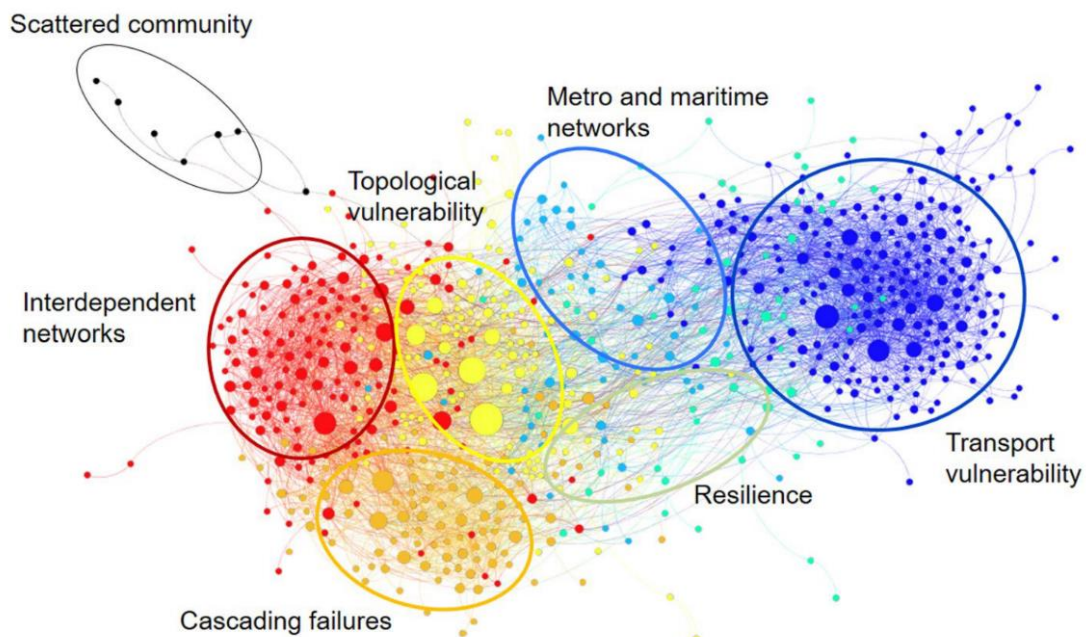 Scattered community
Metro and maritime
networks
Topological
vulnerability
Interdependent
networks
Transport
vulnerability
Resilience
Cascading failures